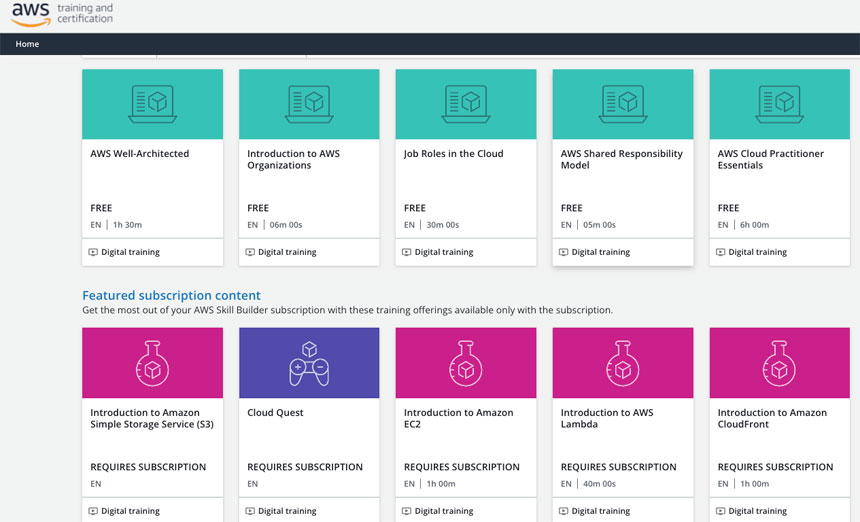 aws training and
certification
Home
AWS Well-Architected
FREE
EN | 1h 30m
Digital training
Introduction to AWS
Organizations
FREE
EN | 06m 00s
Digital training
Job Roles in the Cloud
FREE
EN | 30m 00s
Digital training
AWS Shared Responsibility
Model
FREE
EN | 05m 00s
Digital training
AWS Cloud Practitioner
Essentials
FREE
EN | 6h 00m
Digital training
Featured subscription content
Get the most out of your AWS Skill Builder subscription with these training offerings available only with the subscription.
Introduction to Amazon
Simple Storage Service (S3)
REQUIRES SUBSCRIPTION
EN
Digital training
Cloud Quest
REQUIRES SUBSCRIPTION
EN
Digital training
Introduction to Amazon
EC2
REQUIRES SUBSCRIPTION
EN | 1h 00m
Digital training
Introduction to AWS
Lambda
REQUIRES SUBSCRIPTION
EN | 40m 00s
Digital training
Introduction to Amazon
CloudFront
REQUIRES SUBSCRIPTION
EN | 1h 00m
Digital training